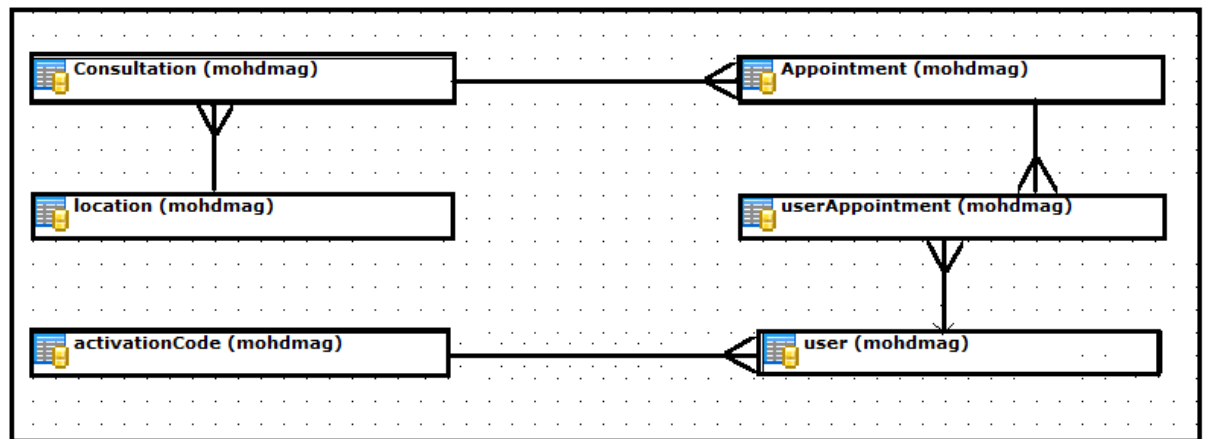 Consultation (mohdmag)
Appointment (mohdmag)
location (mohdmag)
userAppointment (mohdmag)
activationCode (mohdmag)
user (mohdmag)